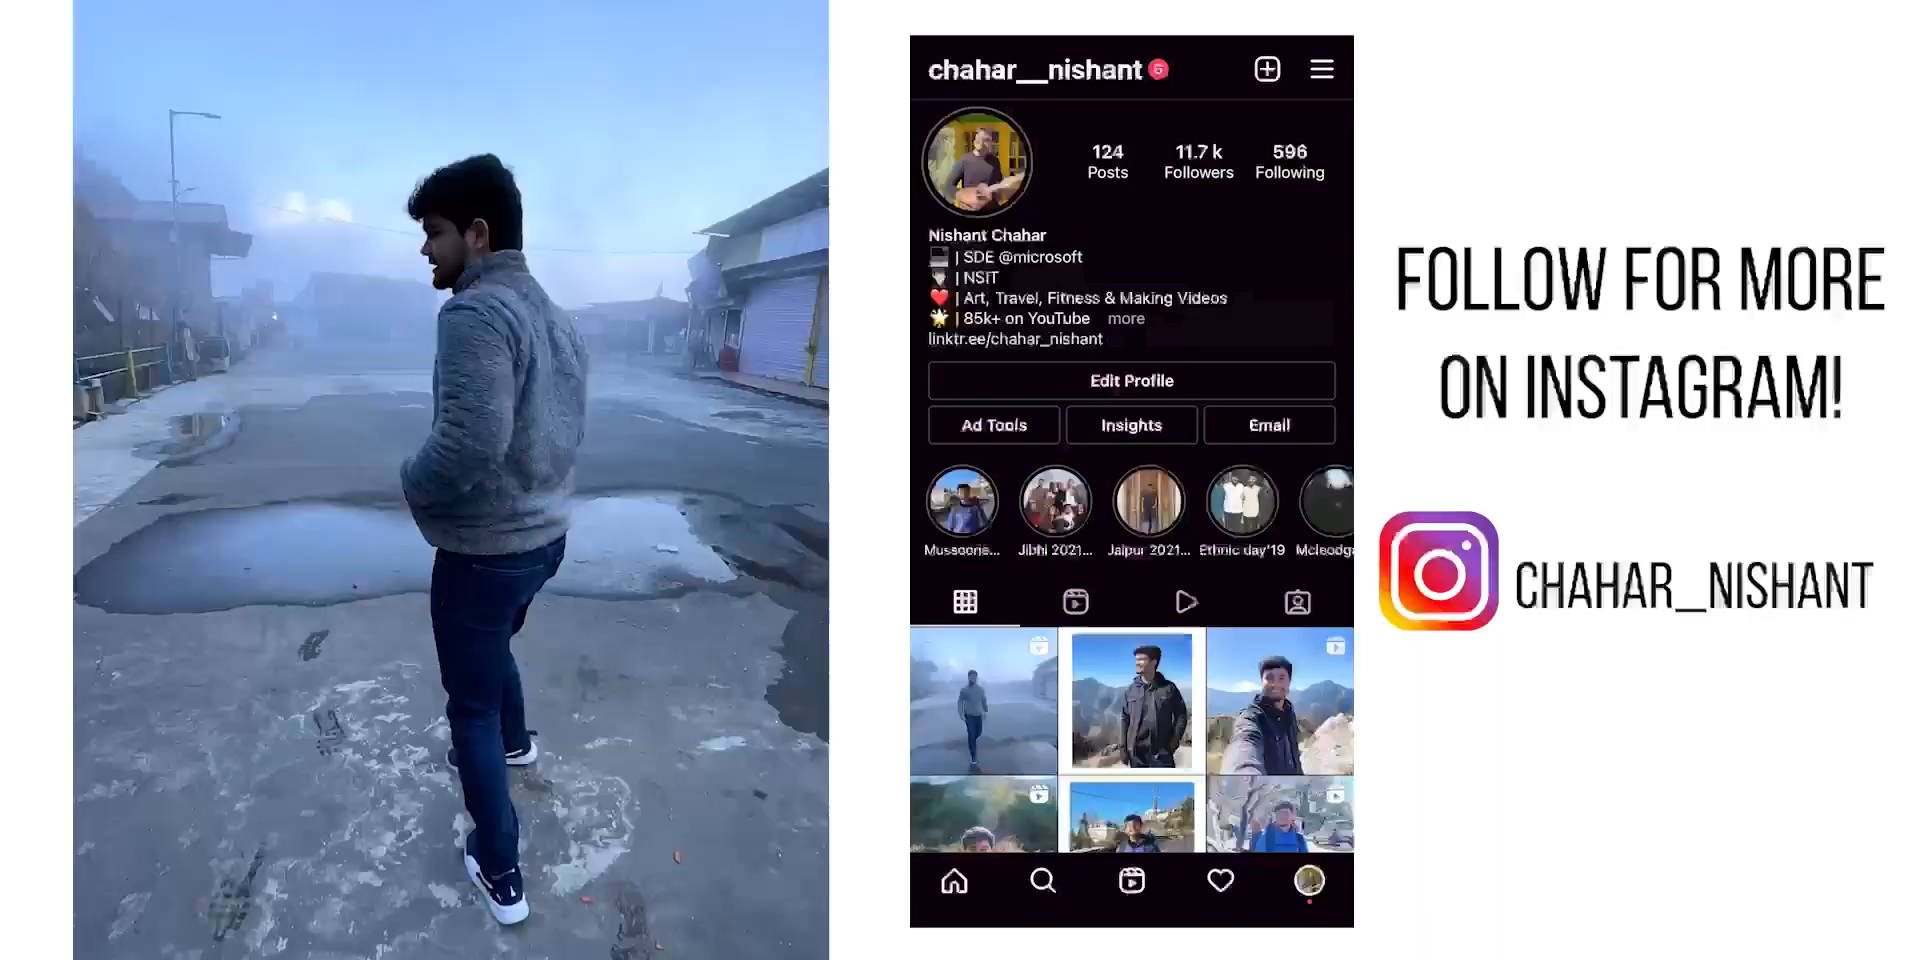 chahar__nishant 5
124
Posts
11.7 k
Followers
596
Following
Nishant Chahar
| SDE @microsoft
| NSIT
| Art, Travel, Fitness & Making Videos
| 85k+ on YouTube more
linktr.ee/chahar_nishant
Edit Profile
Ad Tools
Insights
Email
Mussoorie...
Jibhi 2021...
Jaipur 2021...
Ethnic day'19
Mcleodga
FOLLOW FOR MORE
ON INSTAGRAM!
CHAHAR_NISHANT